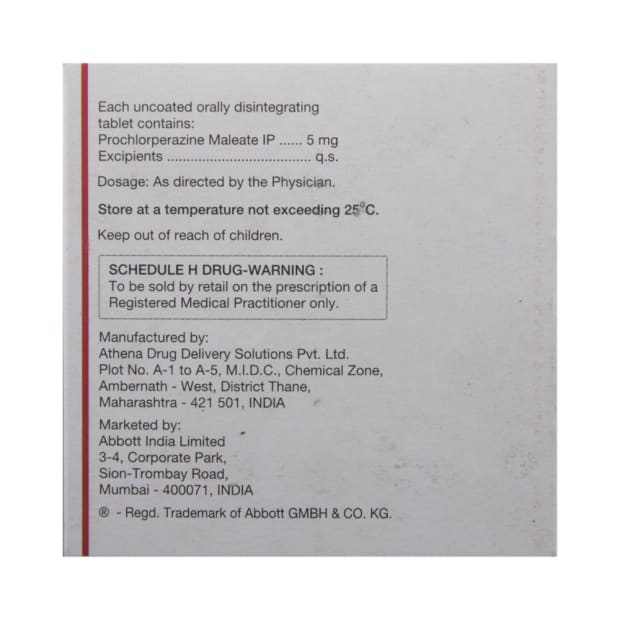 Each uncoated orally disintegrating
tablet contains:
Prochlorperazine Maleate IP ...... 5 mg
Excipients .................................... q.s.
Dosage: As directed by the Physician.
Store at a temperature not exceeding 25°C.
Keep out of reach of children.
SCHEDULE H DRUG-WARNING :
To be sold by retail on the prescription of a
Registered Medical Practitioner only.
Manufactured by:
Athena Drug Delivery Solutions Pvt. Ltd.
Plot No. A-1 to A-5, M.I.D.C., Chemical Zone,
Ambernath - West, District Thane,
Maharashtra - 421 501, INDIA
Marketed by:
Abbott India Limited
3-4, Corporate Park,
Sion-Trombay Road,
Mumbai - 400071, INDIA
® - Regd. Trademark of Abbott GMBH & CO. KG.